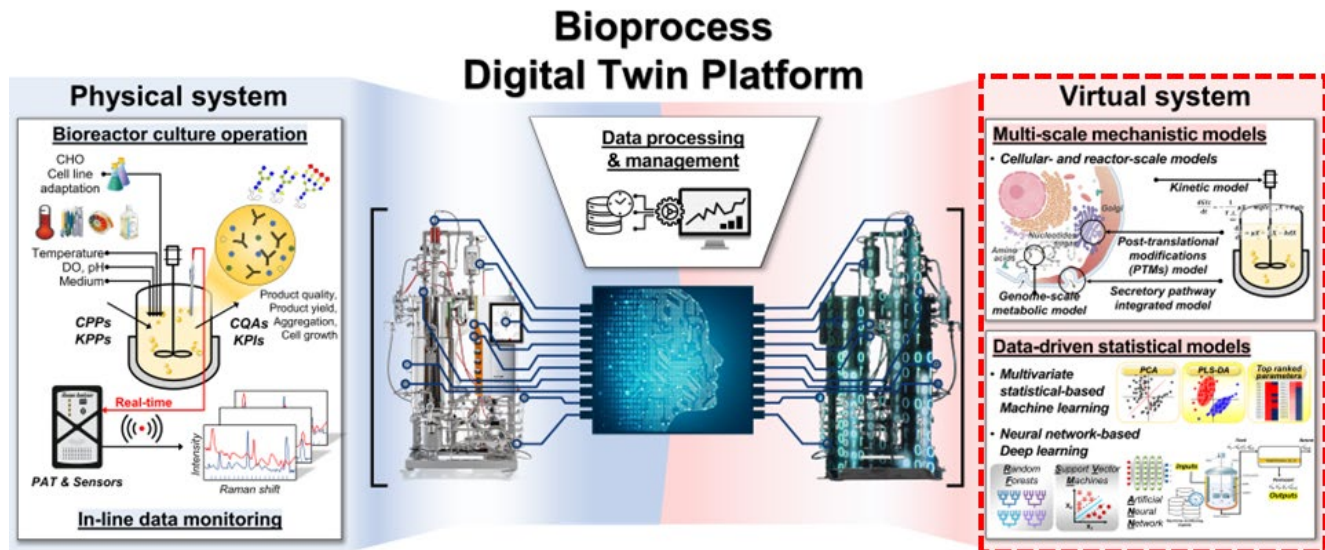 Bioprocess
Digital Twin Platform
Physical system
Bioreactor culture operation
CHO
Cell line
adaptation
Temperature
DO, pH
Medium
CPPs
KPPs
CQAs
KPIs
Product quality,
Product yield,
Aggregation,
Cell growth
Real-time
PAT & Sensors
Intensity
Raman shift
In-line data monitoring
Data processing
& management
Virtual system
Multi-scale mechanistic models
• Cellular- and reactor-scale models
Kinetic model
Golgi
Amino
acids
Post-translational
modifications
(PTMs) model
Secretory pathway
integrated model
Genome-scale
metabolic model
Data-driven statistical models
• Multivariate
statistical-based
Machine learning
PCA
PLS-DA
Top ranked
parameters
• Neural network-based
Deep learning
Random
Forests
Support Vector
Machines
X₂
X₁
Artificial
Neural
Network
Inputs
Outputs